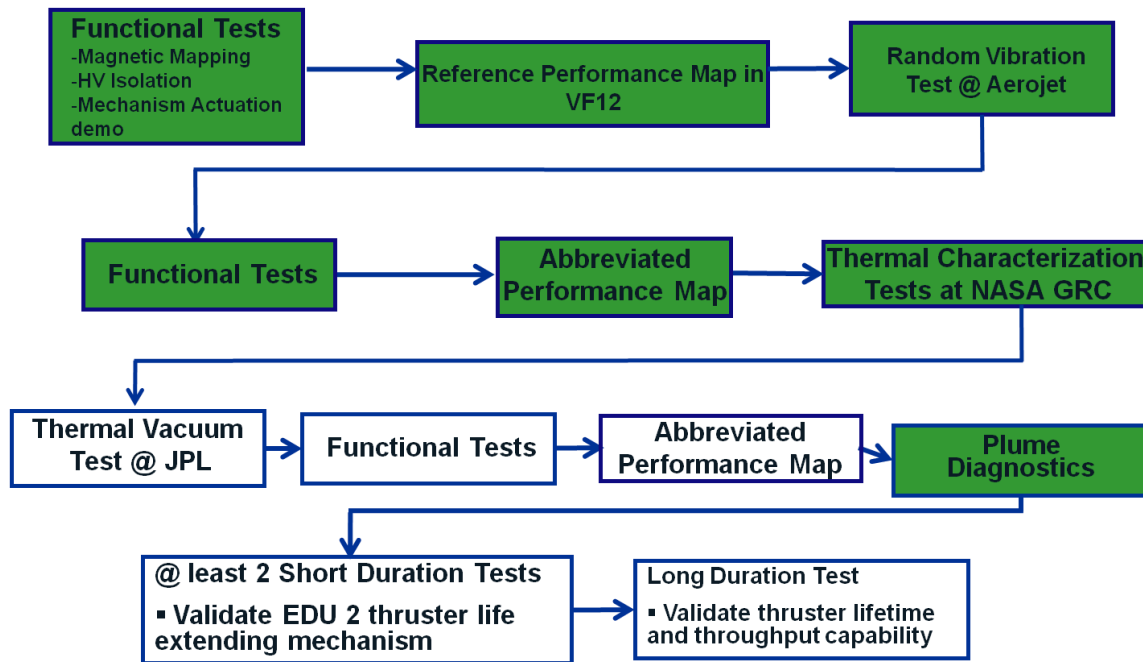 Functional Tests
-Magnetic Mapping
-HV Isolation
-Mechanism Actuation
demo
Reference Performance Map in
VF12
Random Vibration
Test @ Aerojet
Functional Tests
Abbreviated
Performance Map
Thermal Characterization
Tests at NASA GRC
Thermal Vacuum
Test @ JPL
Functional Tests
Abbreviated
Performance Map
Plume
Diagnostics
@ least 2 Short Duration Tests
▪ Validate EDU 2 thruster life
extending mechanism
Long Duration Test
▪ Validate thruster lifetime
and throughput capability